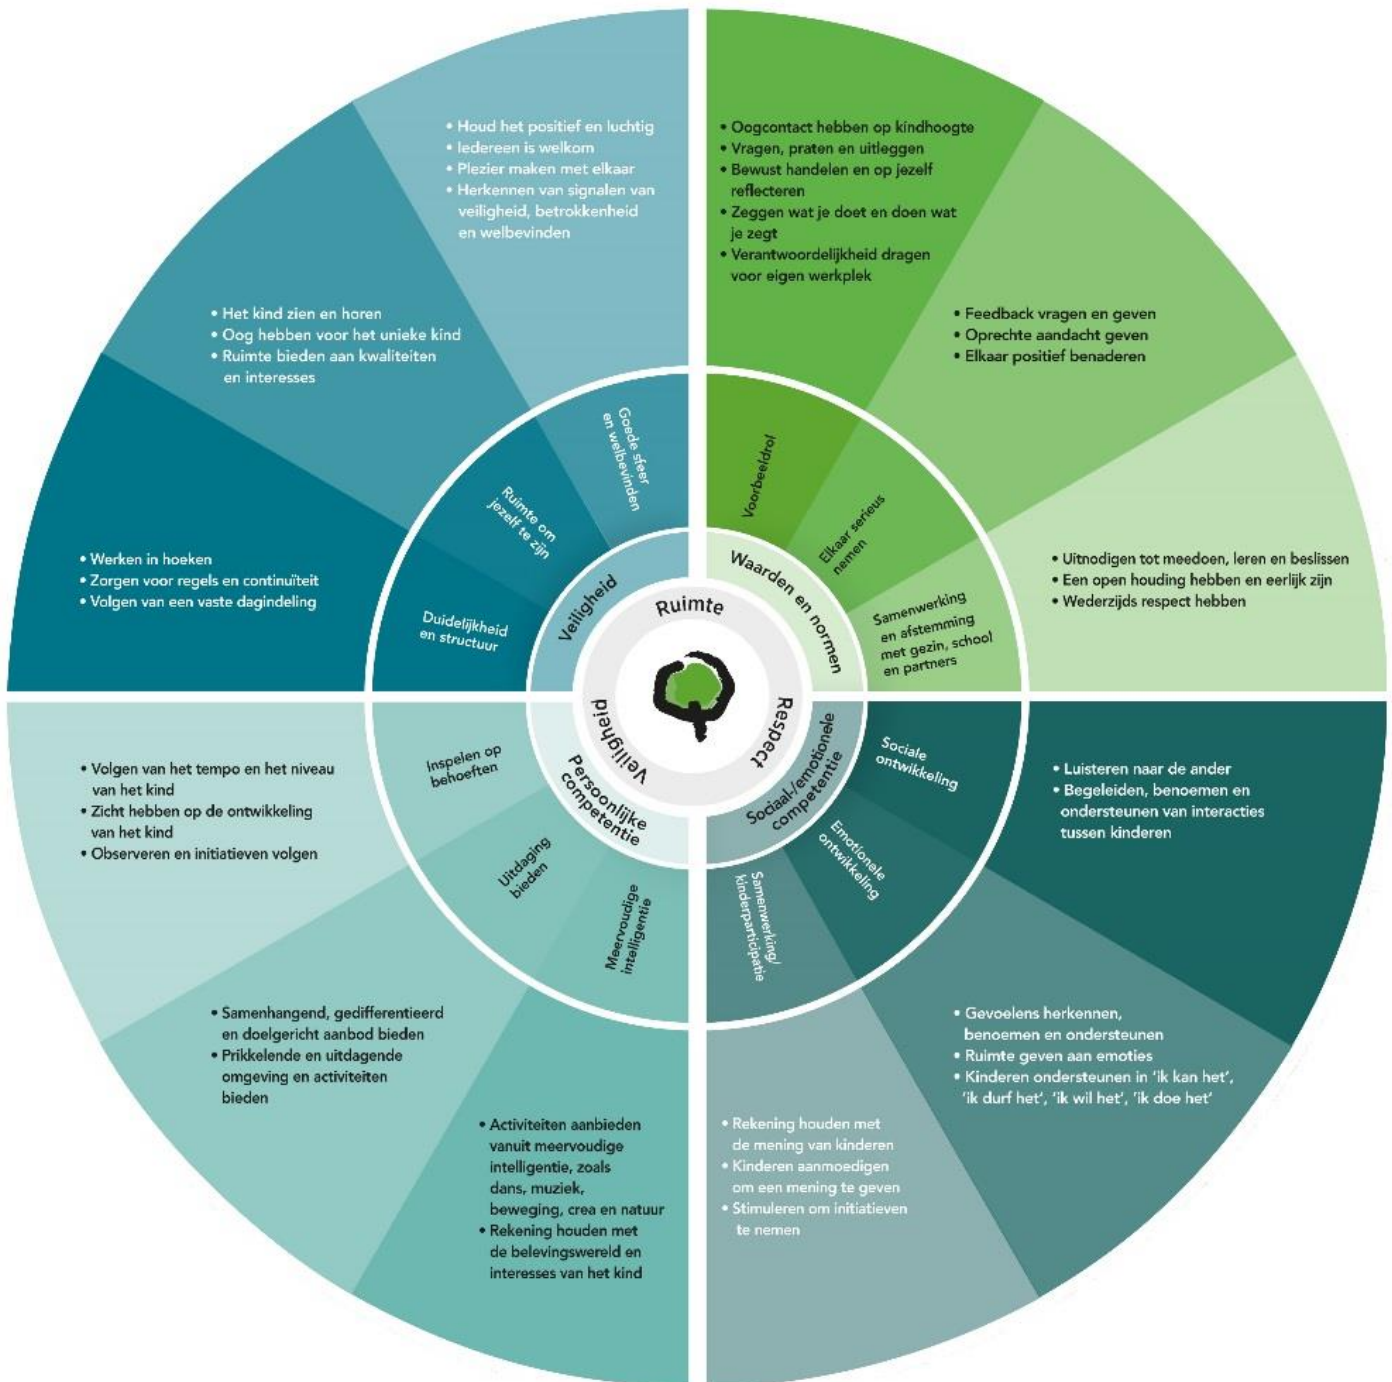 • Houd het positief en luchtig
• Iedereen is welkom
• Plezier maken met elkaar
• Herkennen van signalen van
veiligheid, betrokkenheid
en welbevinden
• Oogcontact hebben op kindhoogte
• Vragen, praten en uitleggen
• Bewust handelen en op jezelf
reflecteren
• Zeggen wat je doet en doen wat
je zegt
• Verantwoordelijkheid dragen
voor eigen werkplek
• Het kind zien en horen
• Oog hebben voor het unieke kind
• Ruimte bieden aan kwaliteiten
en interesses
• Feedback vragen en geven
• Oprechte aandacht geven
• Elkaar positief benaderen
• Werken in hoeken
• Zorgen voor regels en continuïteit
• Volgen van een vaste dagindeling
• Uitnodigen tot meedoen, leren en beslissen
• Een open houding hebben en eerlijk zijn
• Wederzijds respect hebben
Goede sfeer
en welbevinden
Ruimte om
jezelf te zijn
Duidelijkheid
en structuur
Veiligheid
Voorbeeldrol
Elkaar serieus
nemen
Samenwerking
en afstemming
met gezin, school
en partners
Waarden en normen
Ruimte
Respect
Veiligheid
Inspelen op
behoeften
Uitdaging
bieden
Meervoudige
intelligentie
Persoonlijke
competentie
Sociaal-/emotionele
competentie
Sociale
ontwikkeling
Emotionele
ontwikkeling
Samenwerking/
kinderparticipatie
• Volgen van het tempo en het niveau
van het kind
• Zicht hebben op de ontwikkeling
van het kind
• Observeren en initiatieven volgen
• Luisteren naar de ander
• Begeleiden, benoemen en
ondersteunen van interacties
tussen kinderen
• Samenhangend, gedifferentieerd
en doelgericht aanbod bieden
• Prikkelende en uitdagende
omgeving en activiteiten
bieden
• Gevoelens herkennen,
benoemen en ondersteunen
• Ruimte geven aan emoties
• Kinderen ondersteunen in ‘ik kan het’,
‘ik durf het’, ‘ik wil het’, ‘ik doe het’
• Activiteiten aanbieden
vanuit meervoudige
intelligentie, zoals
dans, muziek,
beweging, crea en natuur
• Rekening houden met
de belevingswereld en
interesses van het kind
• Rekening houden met
de mening van kinderen
• Kinderen aanmoedigen
om een mening te geven
• Stimuleren om initiatieven
te nemen